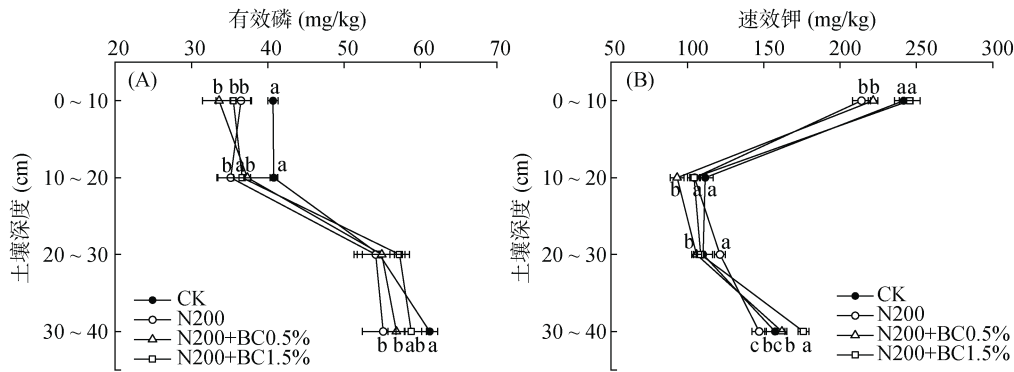 有效磷 (mg/kg)
20 30 40 50 60 70
(A)
b bb a
0 ~ 10
b ab a
10 ~ 20
20 ~ 30
30 ~ 40
b b ab a
土壤深度 (cm)
CK
N200
N200+BC0.5%
N200+BC1.5%
速效钾 (mg/kg)
50 100 150 200 250 300
(B)
bb aa
0 ~ 10
10 ~ 20
b a a
b a
20 ~ 30
30 ~ 40
c bc b a
土壤深度 (cm)
CK
N200
N200+BC0.5%
N200+BC1.5%